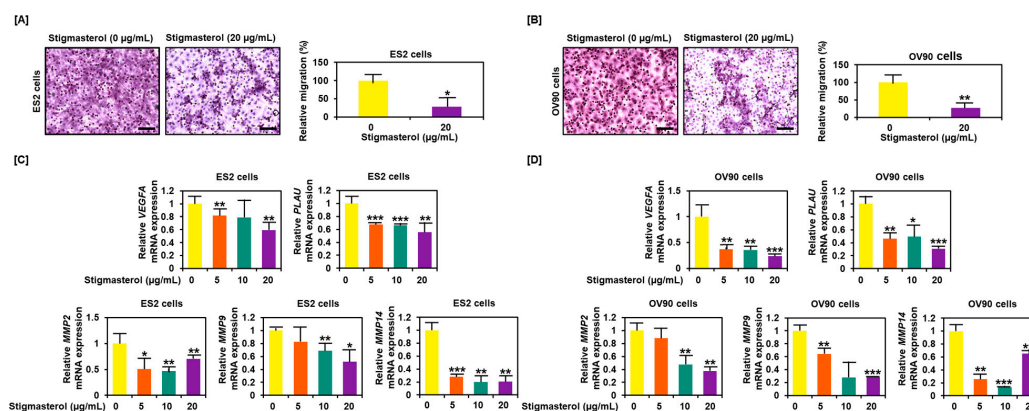 [A]
Stigmasterol (0 µg/mL) Stigmasterol (20 µg/mL)
ES2 cells
ES2 cells
Relative migration (%)
150
100
50
0
*
0 20
Stigmasterol (µg/mL)
[B]
Stigmasterol (0 µg/mL) Stigmasterol (20 µg/mL)
OV90 cells
OV90 cells
Relative migration (%)
150
100
50
0
**
0 20
Stigmasterol (µg/mL)
[C]
ES2 cells
Relative VEGFA
mRNA expression
1.2
1
0.8
0.6
0.4
0.2
0
** **
0 5 10 20
Stigmasterol (µg/mL)
ES2 cells
Relative PLAU
mRNA expression
1.2
1
0.8
0.6
0.4
0.2
0
*** *** **
0 5 10 20
ES2 cells
Relative MMP2
mRNA expression
1.5
1
0.5
0
* ** **
0 5 10 20
Stigmasterol (µg/mL)
ES2 cells
Relative MMP9
mRNA expression
1.2
1
0.8
0.6
0.4
0.2
0
** *
0 5 10 20
ES2 cells
Relative MMP14
mRNA expression
1.2
1
0.8
0.6
0.4
0.2
0
*** ** **
0 5 10 20
[D]
OV90 cells
Relative VEGFA
mRNA expression
1.5
1
0.5
0
** ** ***
0 5 10 20
Stigmasterol (µg/mL)
OV90 cells
Relative PLAU
mRNA expression
1.2
1
0.8
0.6
0.4
0.2
0
** * ***
0 5 10 20
OV90 cells
Relative MMP2
mRNA expression
1.2
1
0.8
0.6
0.4
0.2
0
** **
0 5 10 20
Stigmasterol (µg/mL)
OV90 cells
Relative MMP9
mRNA expression
1.2
1
0.8
0.6
0.4
0.2
0
** ***
0 5 10 20
OV90 cells
Relative MMP14
mRNA expression
1.2
1
0.8
0.6
0.4
0.2
0
** ***
0 5 10